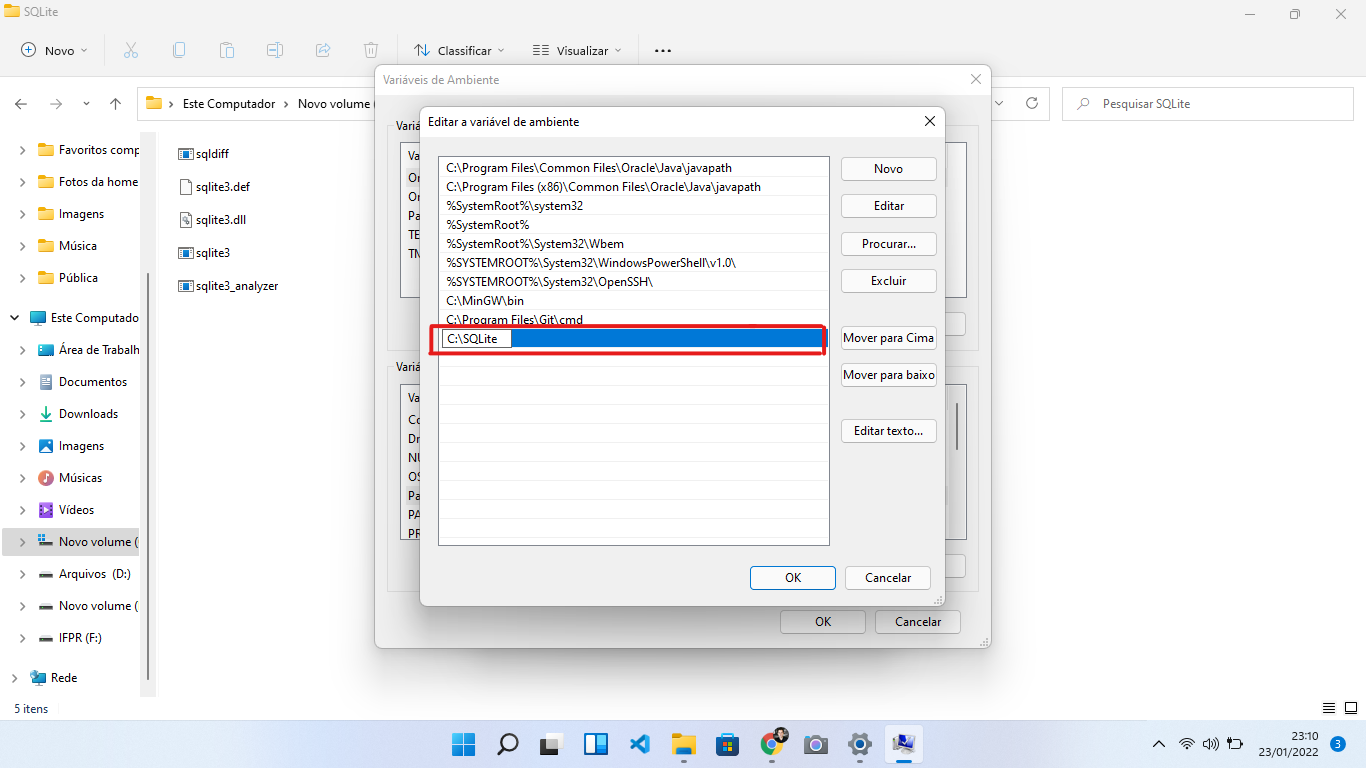 SQLite
Novo
Classificar
Visualizar
Este Computador
Novo volume (
Pesquisar SQLite
Favoritos comp
Fotos da home
Imagens
Música
Pública
Este Computado
Área de Trabalh
Documentos
Downloads
Imagens
Músicas
Vídeos
Novo volume (
Arquivos (D:)
Novo volume (
IFPR (F:)
Rede
5 itens
sqldiff
sqlite3.def
sqlite3.dll
sqlite3
sqlite3_analyzer
Variáveis de Ambiente
Variá
Va
On
On
Pa
TE
TN
Variá
Va
Co
Dr
NU
OS
Pa
PA
PR
OK
Cancelar
Editar a variável de ambiente
C:\Program Files\Common Files\Oracle\Java\javapath
C:\Program Files (x86)\Common Files\Oracle\Java\javapath
%SystemRoot%\system32
%SystemRoot%
%SystemRoot%\System32\Wbem
%SYSTEMROOT%\System32\WindowsPowerShell\v1.0\
%SYSTEMROOT%\System32\OpenSSH\
C:\MinGW\bin
C:\Program Files\Git\cmd
C:\SQLite
Novo
Editar
Procurar...
Excluir
Mover para Cima
Mover para baixo
Editar texto...
OK
Cancelar
23:10
23/01/2022
3